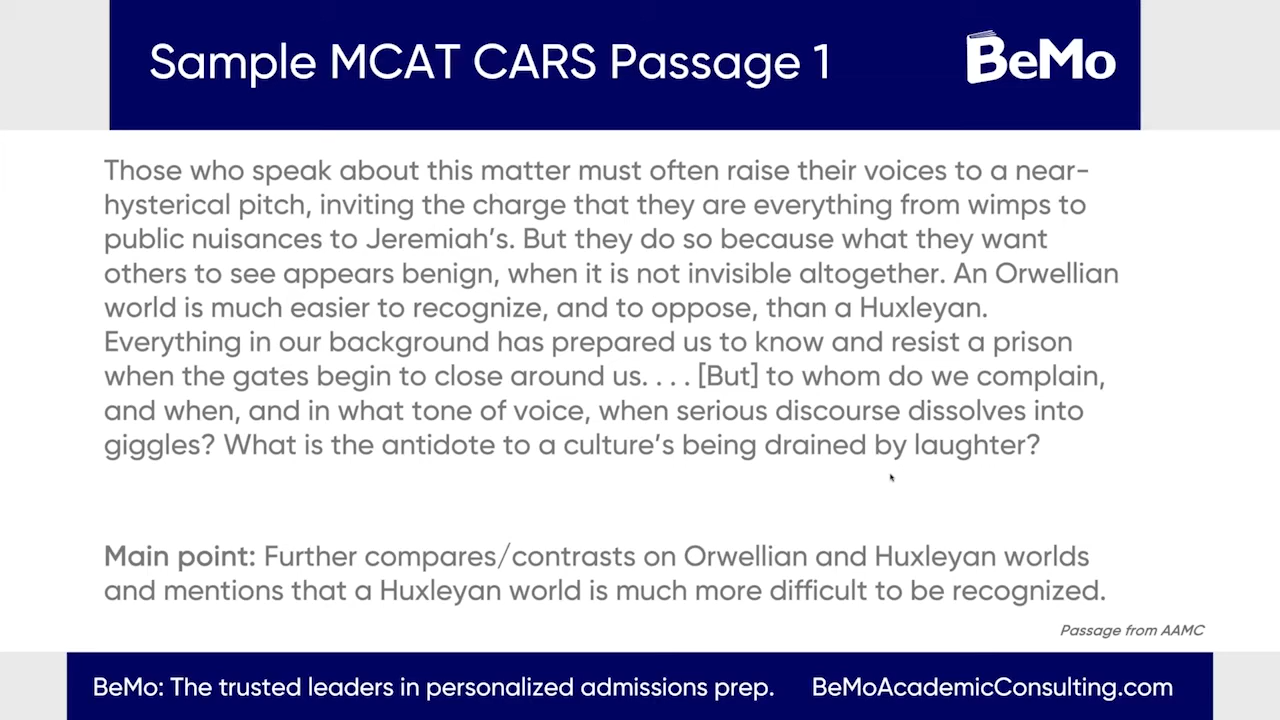 Sample MCAT CARS Passage 1
BeMo
Those who speak about this matter must often raise their voices to a near-
hysterical pitch, inviting the charge that they are everything from wimps to
public nuisances to Jeremiah's. But they do so because what they want
others to see appears benign, when it is not invisible altogether. An Orwellian
world is much easier to recognize, and to oppose, than a Huxleyan.
Everything in our background has prepared us to know and resist a prison
when the gates begin to close around us. . . . [But] to whom do we complain,
and when, and in what tone of voice, when serious discourse dissolves into
giggles? What is the antidote to a culture's being drained by laughter?
Main point: Further compares/contrasts on Orwellian and Huxleyan worlds
and mentions that a Huxleyan world is much more difficult to be recognized.
Passage from AAMC
BeMo: The trusted leaders in personalized admissions prep. BeMoAcademicConsulting.com